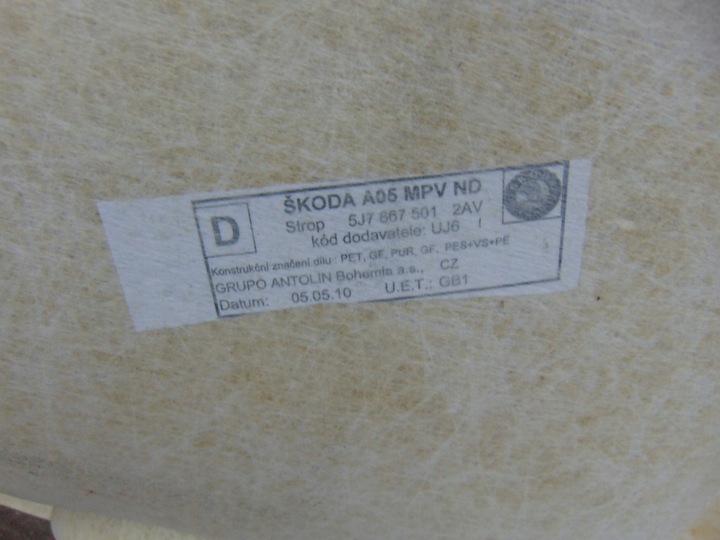 ŠKODA A05 MPV ND
D
Strop 5J7 867 501 2AV
kód dodavatele: UJ6 !
Konstrukční značení dílu : PET, GF, PUR, GF, PES+VS+PE
GRUPO ANTOLIN Bohemia a.s., CZ
Datum: 05.05.10 U.E.T.: GB1